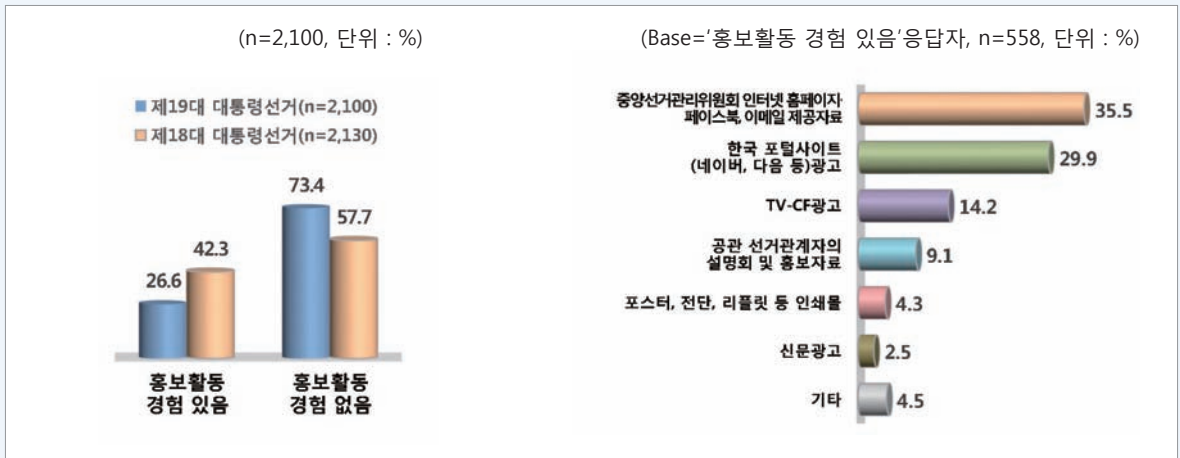 (n=2,100, 단위 : %)
제19대 대통령선거(n=2,100)
제18대 대통령선거(n=2,130)
26.6
42.3
73.4
57.7
홍보활동
경험 있음
홍보활동
경험 없음
(Base='홍보활동 경험 있음'응답자, n=558, 단위 : %)
중앙선거관리위원회 인터넷 홈페이지·
페이스북, 이메일 제공자료
35.5
한국 포털사이트
(네이버, 다음 등)광고
29.9
TV-CF광고
14.2
공관 선거관계자의
설명회 및 홍보자료
9.1
포스터, 전단, 리플릿 등 인쇄물
4.3
신문광고
2.5
기타
4.5